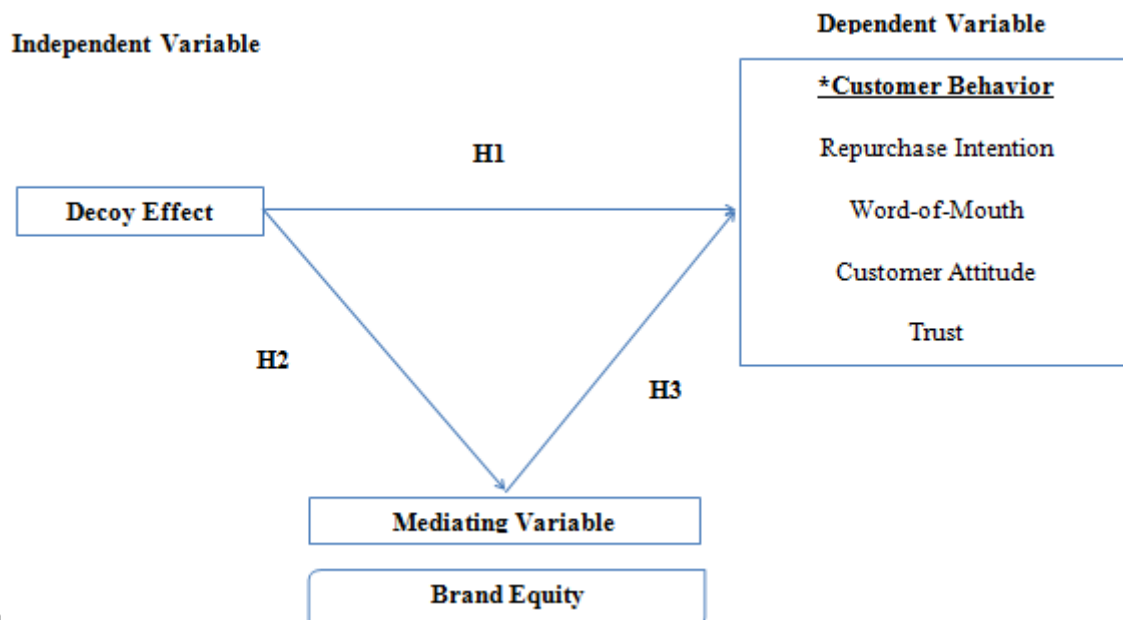 Independent Variable
Dependent Variable
*Customer Behavior
Repurchase Intention
Word-of-Mouth
Customer Attitude
Trust
H1
Decoy Effect
H2
H3
Mediating Variable
Brand Equity